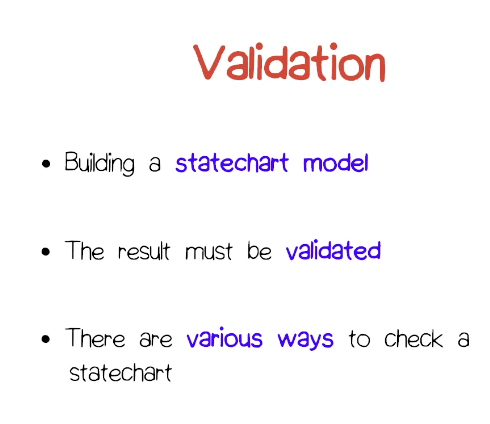 Validation
• Building a statechart model
• The result must be validated
• There are various ways to check a
statechart